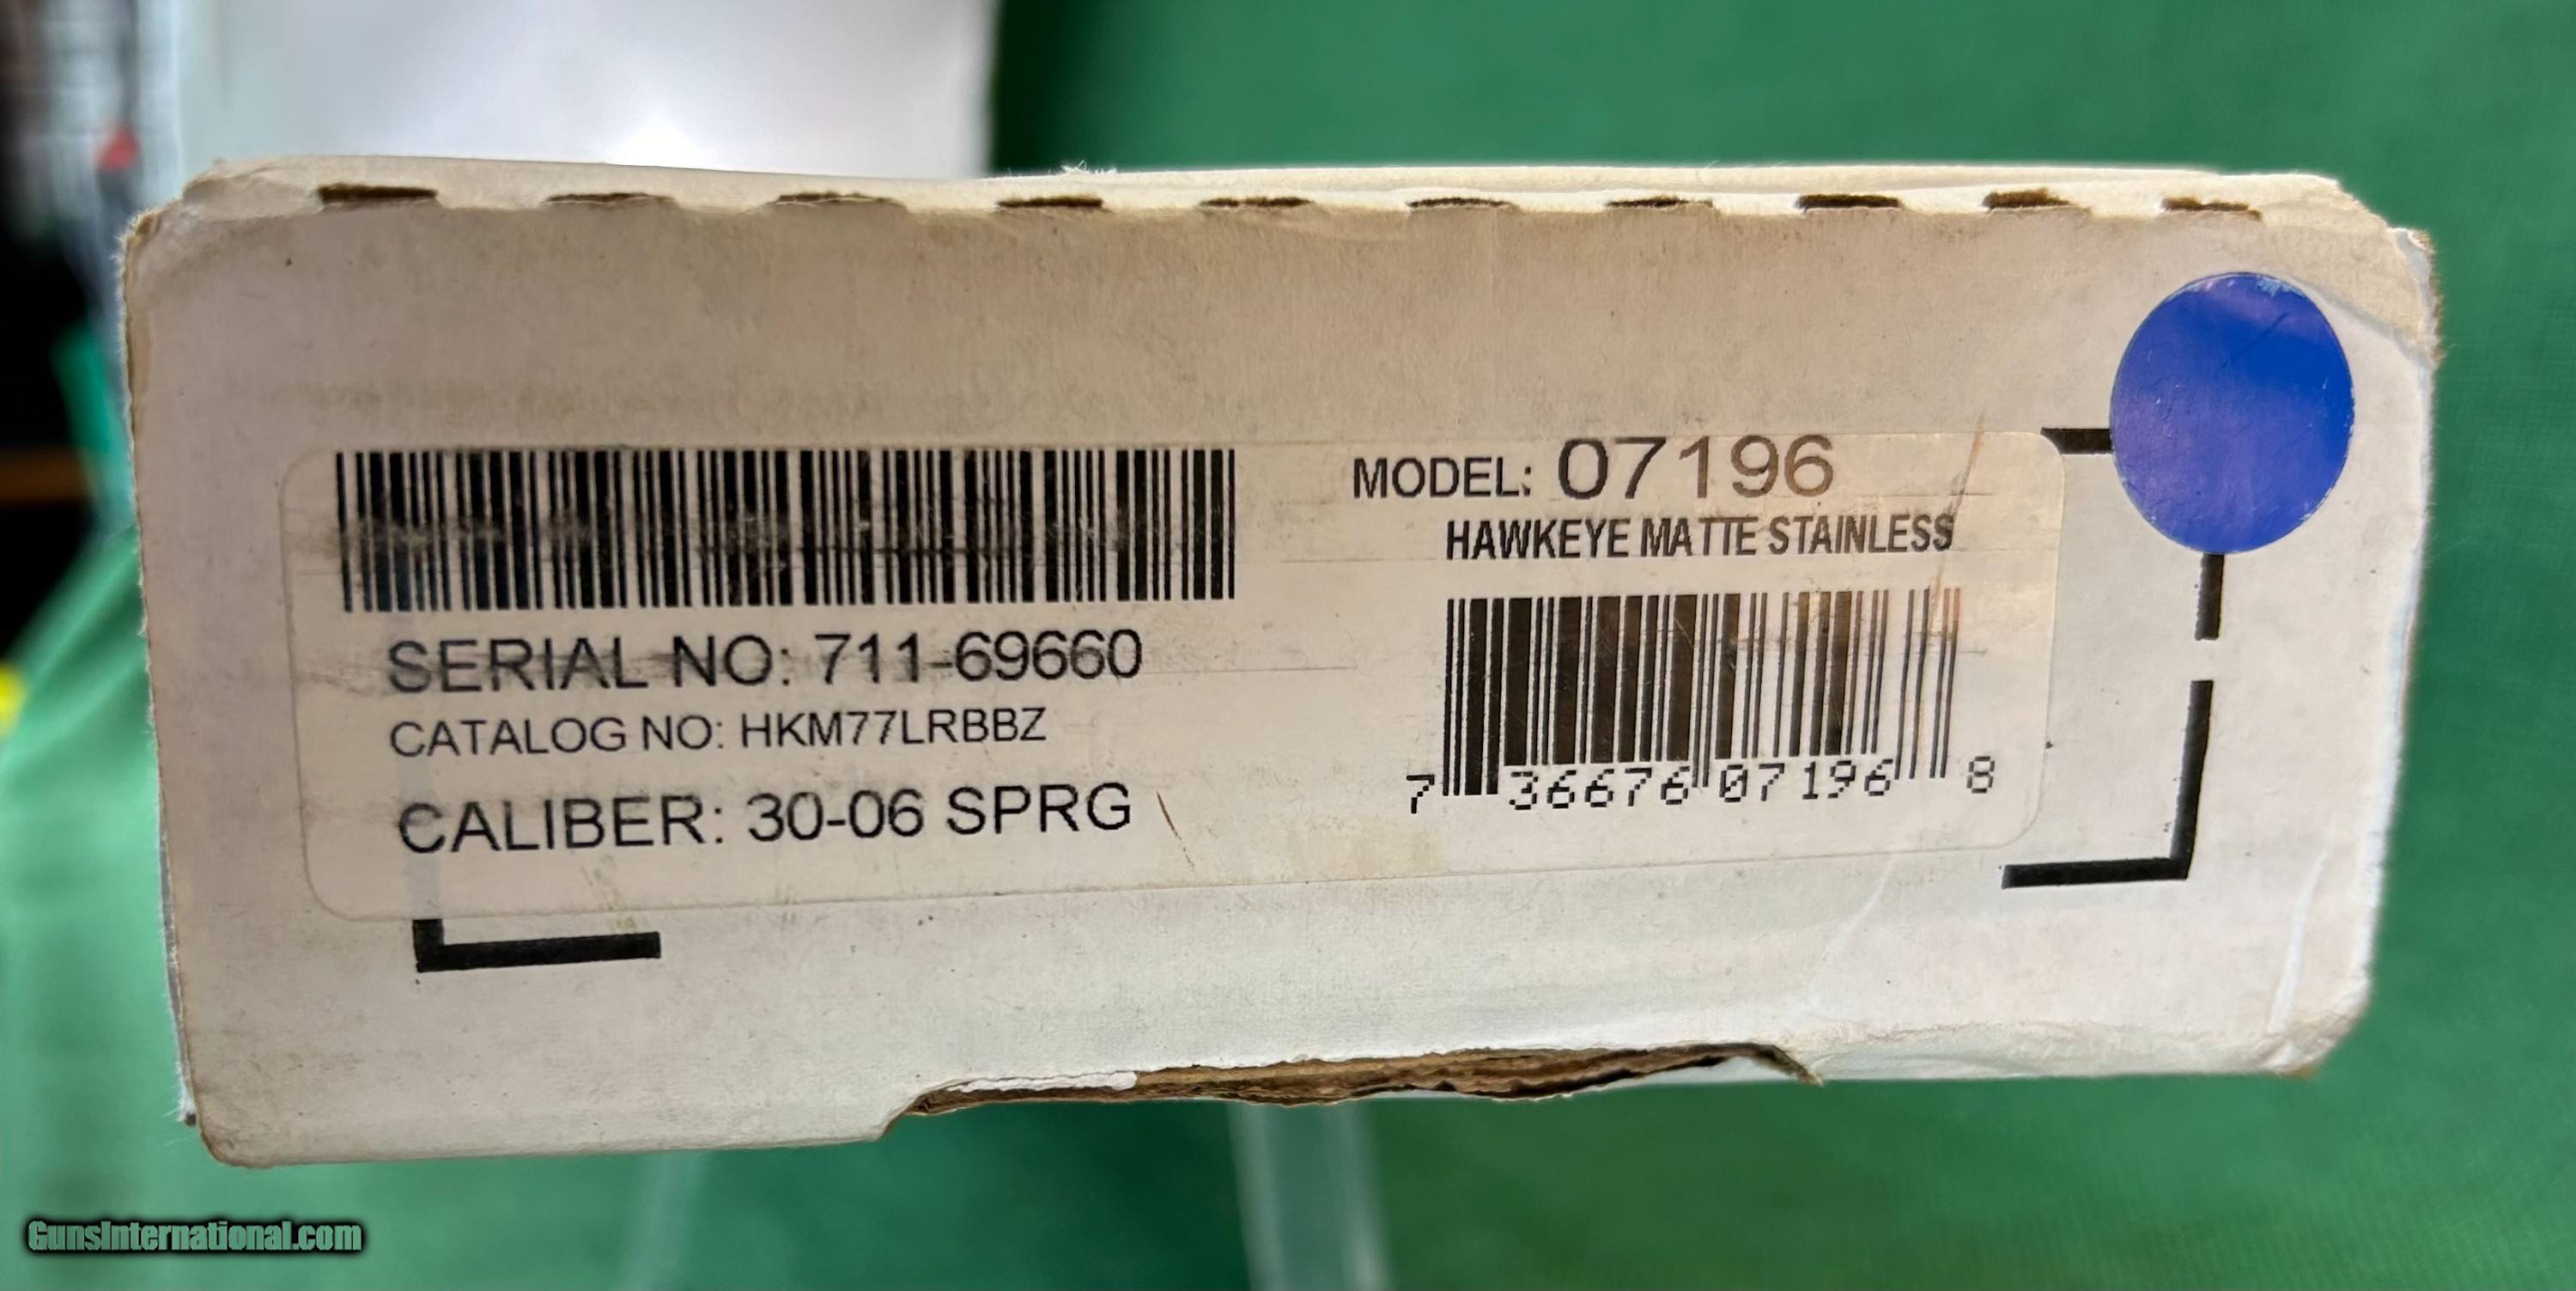 SERIAL NO: 711-69660
CATALOG NO: HKM77LRBBZ
CALIBER: 30-06 SPRG
MODEL: 07196
HAWKEYE MATTE STAINLESS
7 36676 07196 8
GunsInternational.com